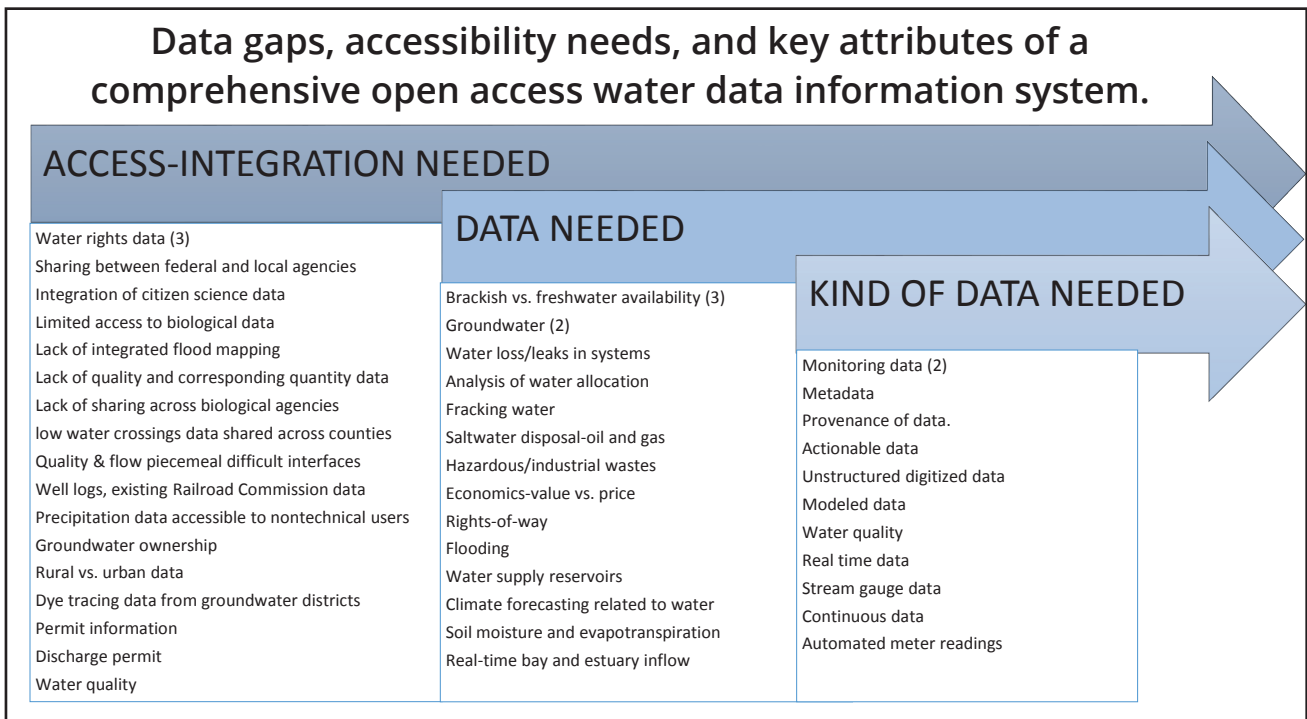 Data gaps, accessibility needs, and key attributes of a
comprehensive open access water data information system.
ACCESS-INTEGRATION NEEDED
Water rights data (3)
Sharing between federal and local agencies
Integration of citizen science data
Limited access to biological data
Lack of integrated flood mapping
Lack of quality and corresponding quantity data
Lack of sharing across biological agencies
low water crossings data shared across counties
Quality & flow piecemeal difficult interfaces
Well logs, existing Railroad Commission data
Precipitation data accessible to nontechnical users
Groundwater ownership
Rural vs. urban data
Dye tracing data from groundwater districts
Permit information
Discharge permit
Water quality
DATA NEEDED
Brackish vs. freshwater availability (3)
Groundwater (2)
Water loss/leaks in systems
Analysis of water allocation
Fracking water
Saltwater disposal-oil and gas
Hazardous/industrial wastes
Economics-value vs. price
Rights-of-way
Flooding
Water supply reservoirs
Climate forecasting related to water
Soil moisture and evapotranspiration
Real-time bay and estuary inflow
KIND OF DATA NEEDED
Monitoring data (2)
Metadata
Provenance of data.
Actionable data
Unstructured digitized data
Modeled data
Water quality
Real time data
Stream gauge data
Continuous data
Automated meter readings